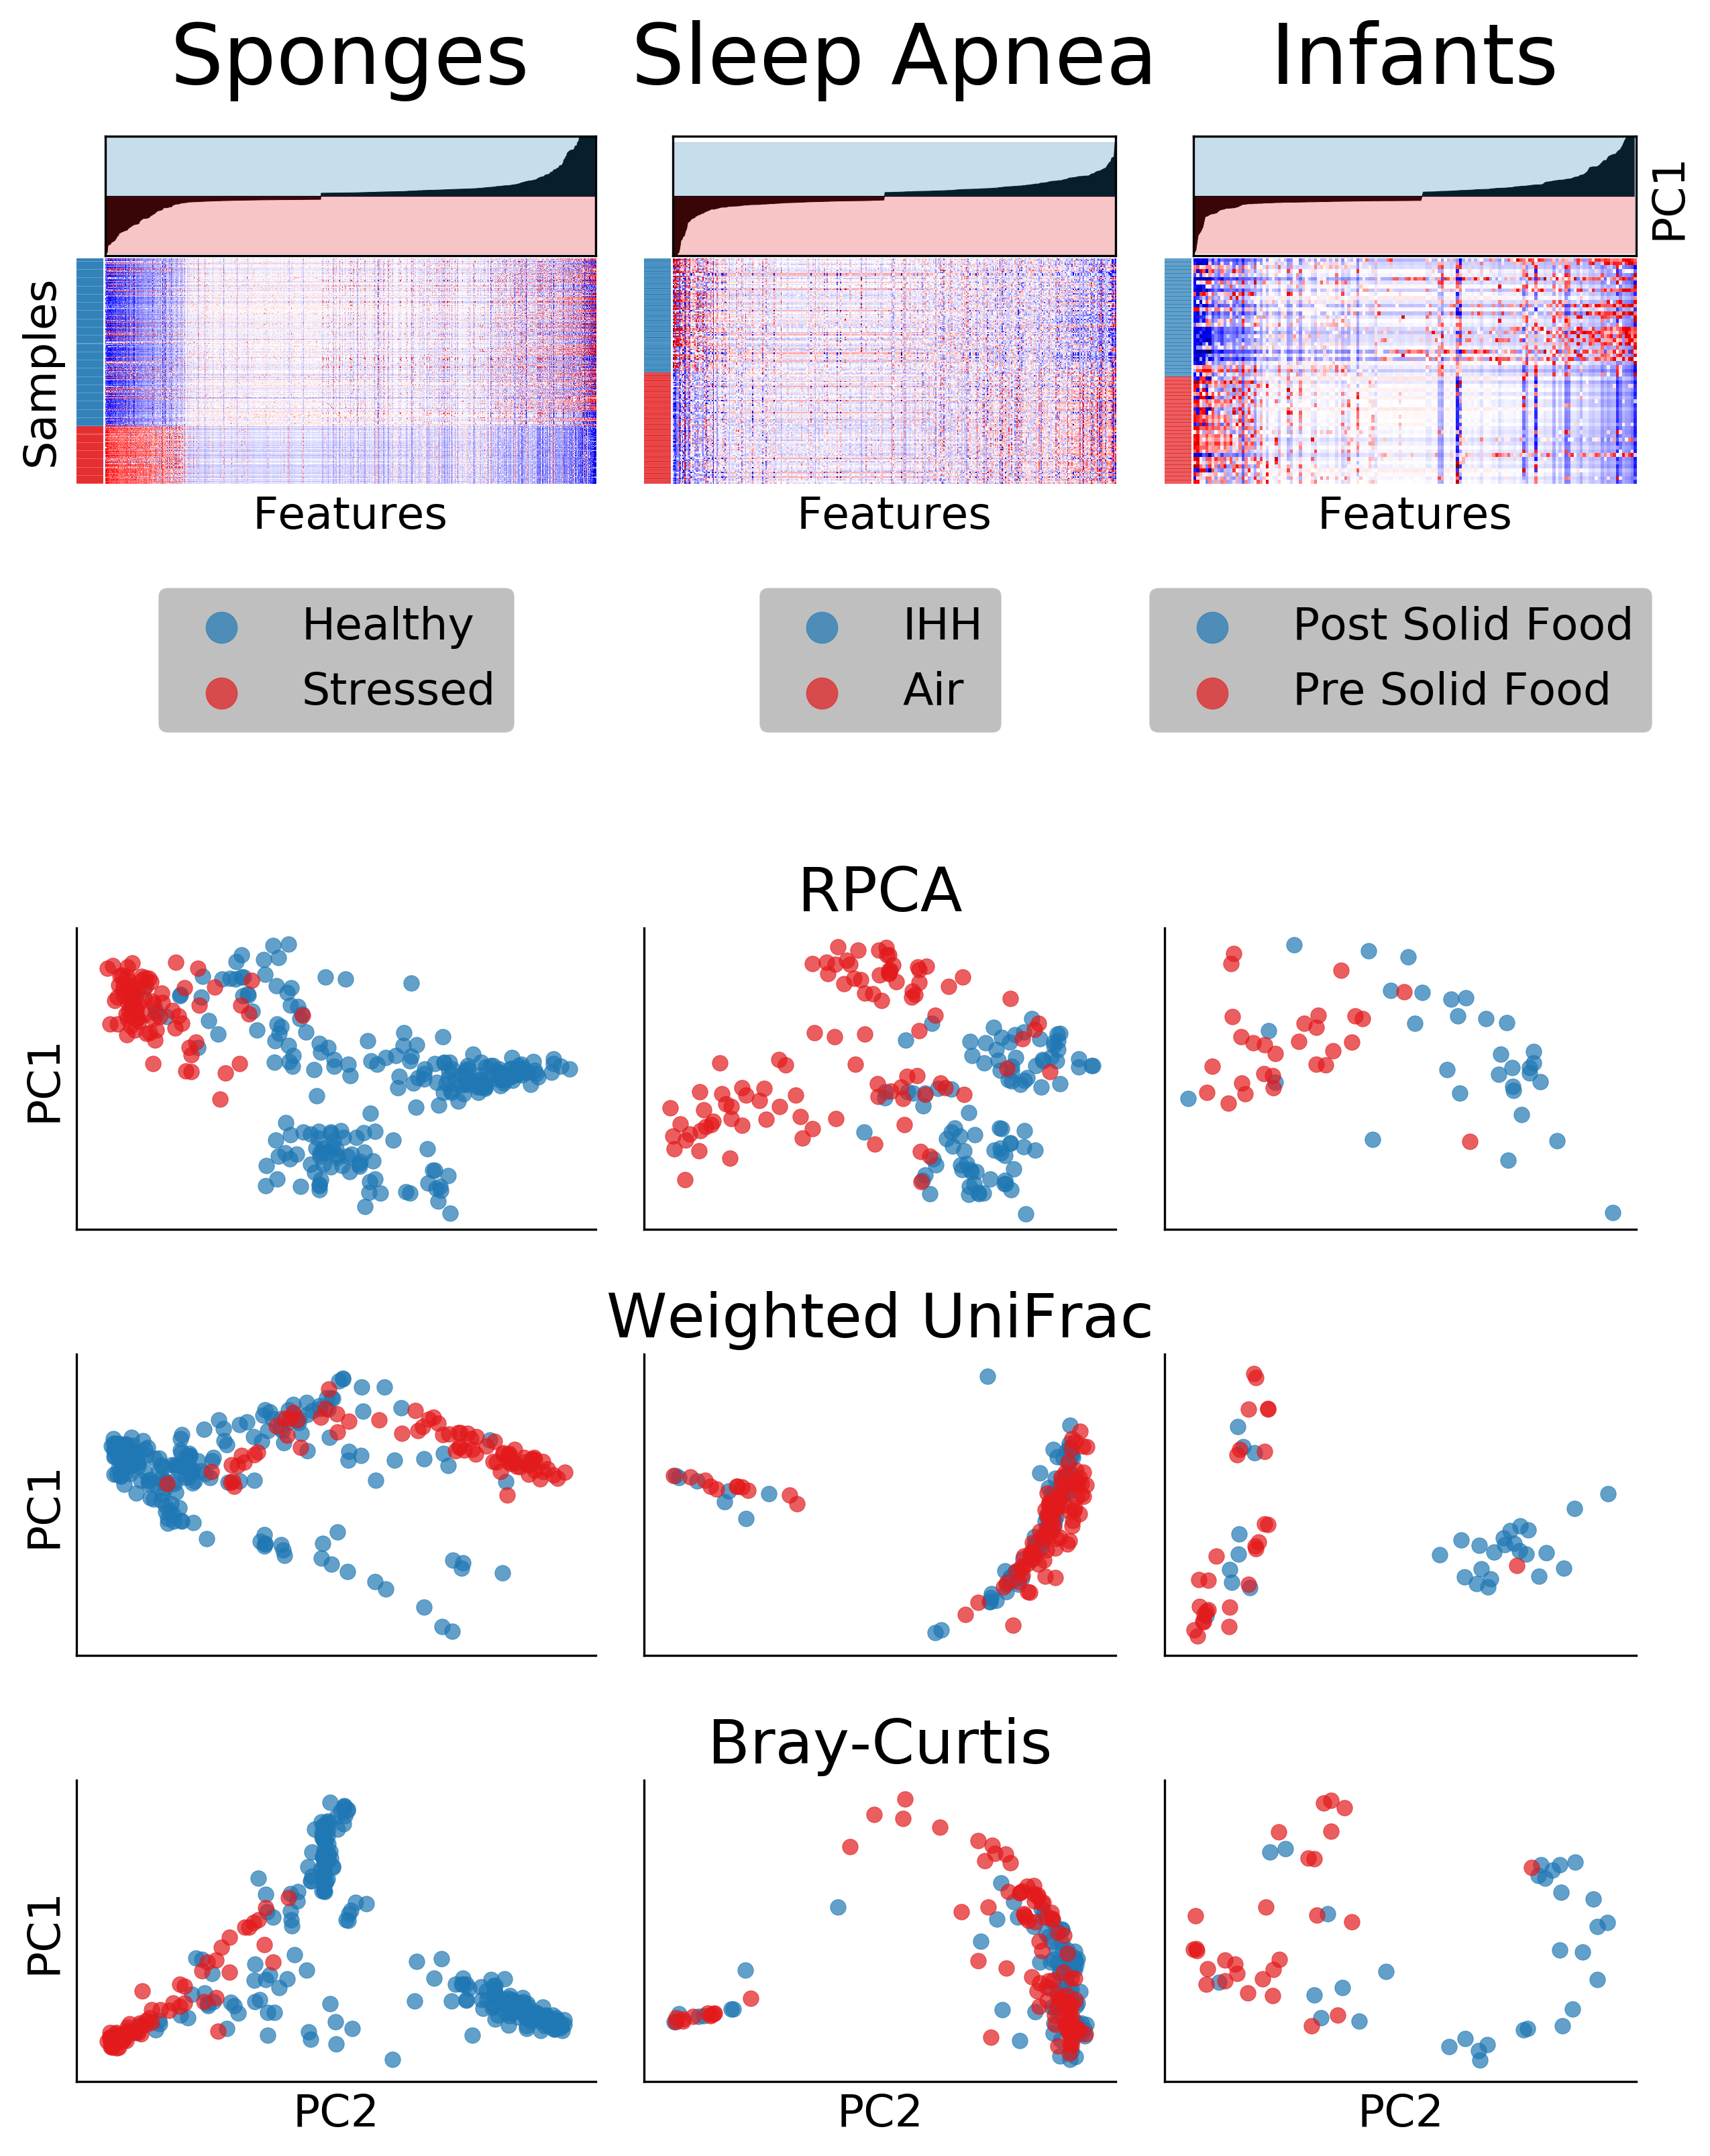 Sponges
Sleep Apnea
Infants
PC1
Samples
Features
Features
Features
Healthy
Stressed
IHH
Air
Post Solid Food
Pre Solid Food
RPCA
PC1
Weighted UniFrac
PC1
Bray-Curtis
PC1
PC2
PC2
PC2